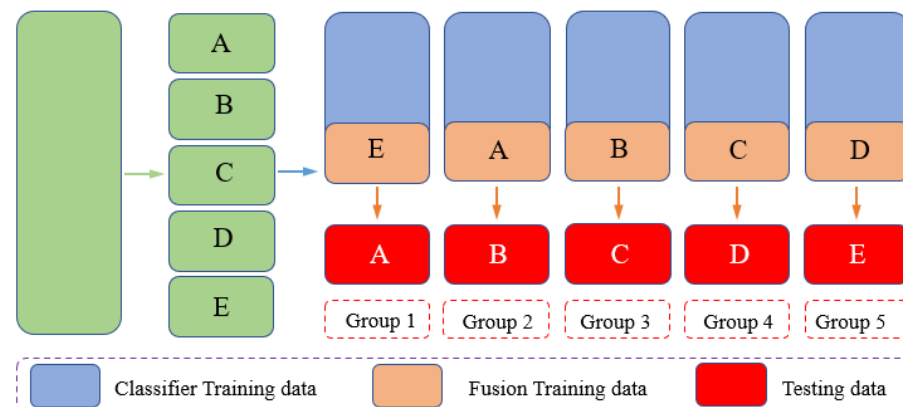 A
B
C
D
E
E A B C D
A B C D E
Group 1 Group 2 Group 3 Group 4 Group 5
Classifier Training data Fusion Training data Testing data